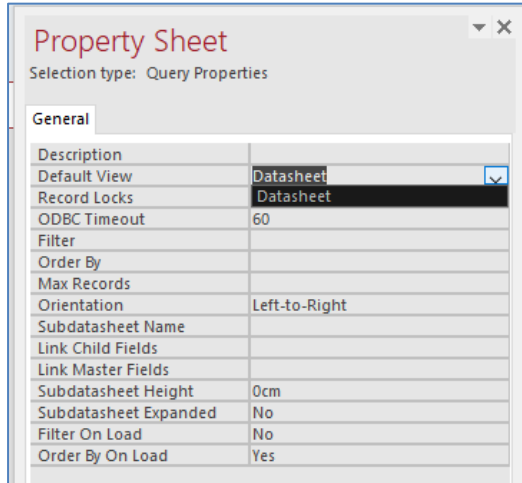 Property Sheet
Selection type: Query Properties
General
Description
Default View Datasheet
Record Locks Datasheet
ODBC Timeout 60
Filter
Order By
Max Records
Orientation Left-to-Right
Subdatasheet Name
Link Child Fields
Link Master Fields
Subdatasheet Height 0cm
Subdatasheet Expanded No
Filter On Load No
Order By On Load Yes